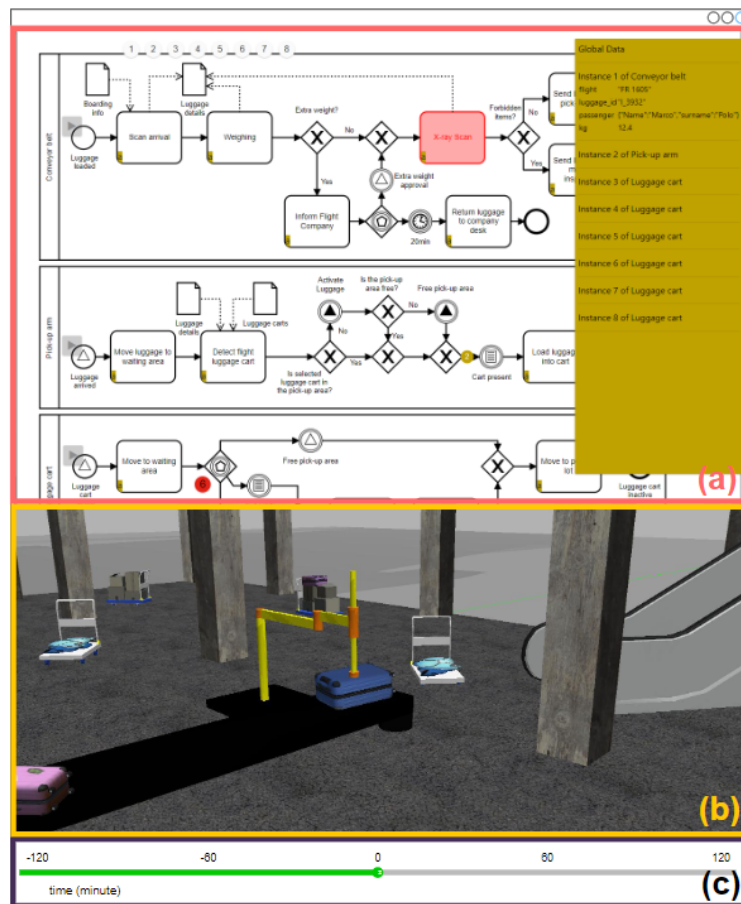 1 2 3 4 5 6 7 8
Global Data
Instance 1 of Conveyor belt
flight "FR 1605"
luggage_id "l_3932"
passenger {"Name":"Marco","surname":"Polo"}
kg 12.4
Instance 2 of Pick-up arm
Instance 3 of Luggage cart
Instance 4 of Luggage cart
Instance 5 of Luggage cart
Instance 6 of Luggage cart
Instance 7 of Luggage cart
Instance 8 of Luggage cart
Conveyor belt
Boarding
info
Luggage
details
Luggage
loaded
Scan arrival
Weighing
Extra weight?
No
Yes
X-ray Scan
Forbidden
items?
No
Yes
Extra weight
approval
Inform Flight
Company
20min
Return luggage
to company
desk
Pick-up arm
Luggage
arrived
Move luggage to
waiting area
Luggage
details
Luggage carts
Detect flight
luggage cart
Activate
Luggage
No
Yes
Is selected
luggage cart in
the pick-up area?
Is the pick-up
area free?
No
Yes
Free pick-up area
2
Cart present
Load luggage
into cart
Luggage
cart
Move to waiting
area
6
Free pick-up area
Luggage cart
inactive
(a)
(b)
-120 -60 0 60 120
time (minute)
(c)